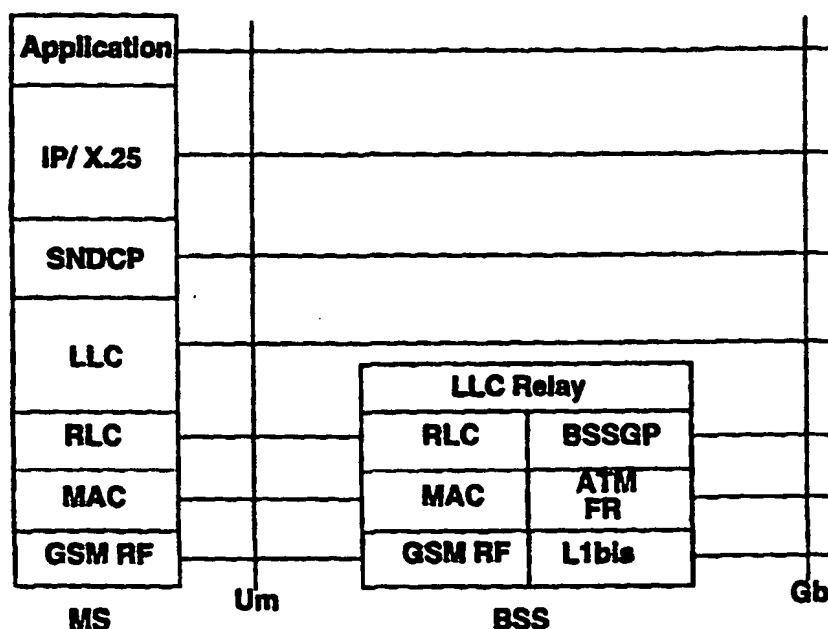 Application
IP/ X.25
SNDCP
LLC
LLC Relay
RLC
RLC
BSSGP
MAC
MAC
ATM
FR
GSM RF
GSM RF
L1bis
MS
Um
BSS
Gb